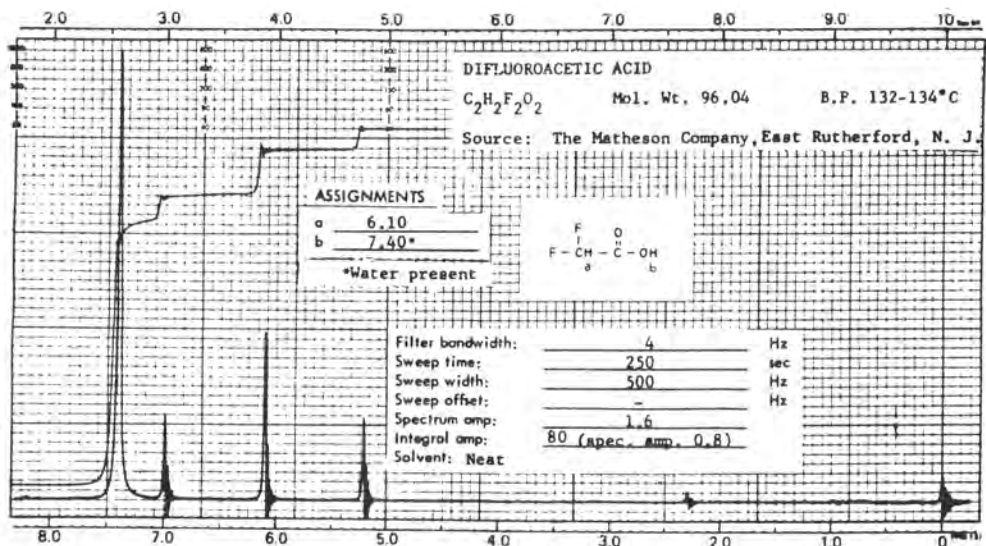 2.0 3.0 4.0 5.0 6.0 7.0 8.0 9.0 10
DIFLUOROACETIC ACID
C2H2F2O2 Mol. Wt. 96.04 B.P. 132-134°C
Source: The Matheson Company, East Rutherford, N. J.
ASSIGNMENTS
a 6.10
b 7.40*
*Water present
F O
F - CH - C - OH
a b
Filter bandwidth: 4 Hz
Sweep time: 250 sec
Sweep width: 500 Hz
Sweep offset: - Hz
Spectrum amp: 1.6
Integral amp: 80 (spec. amp. 0.8)
Solvent: Neat
8.0 7.0 6.0 5.0 4.0 3.0 2.0 1.0 0